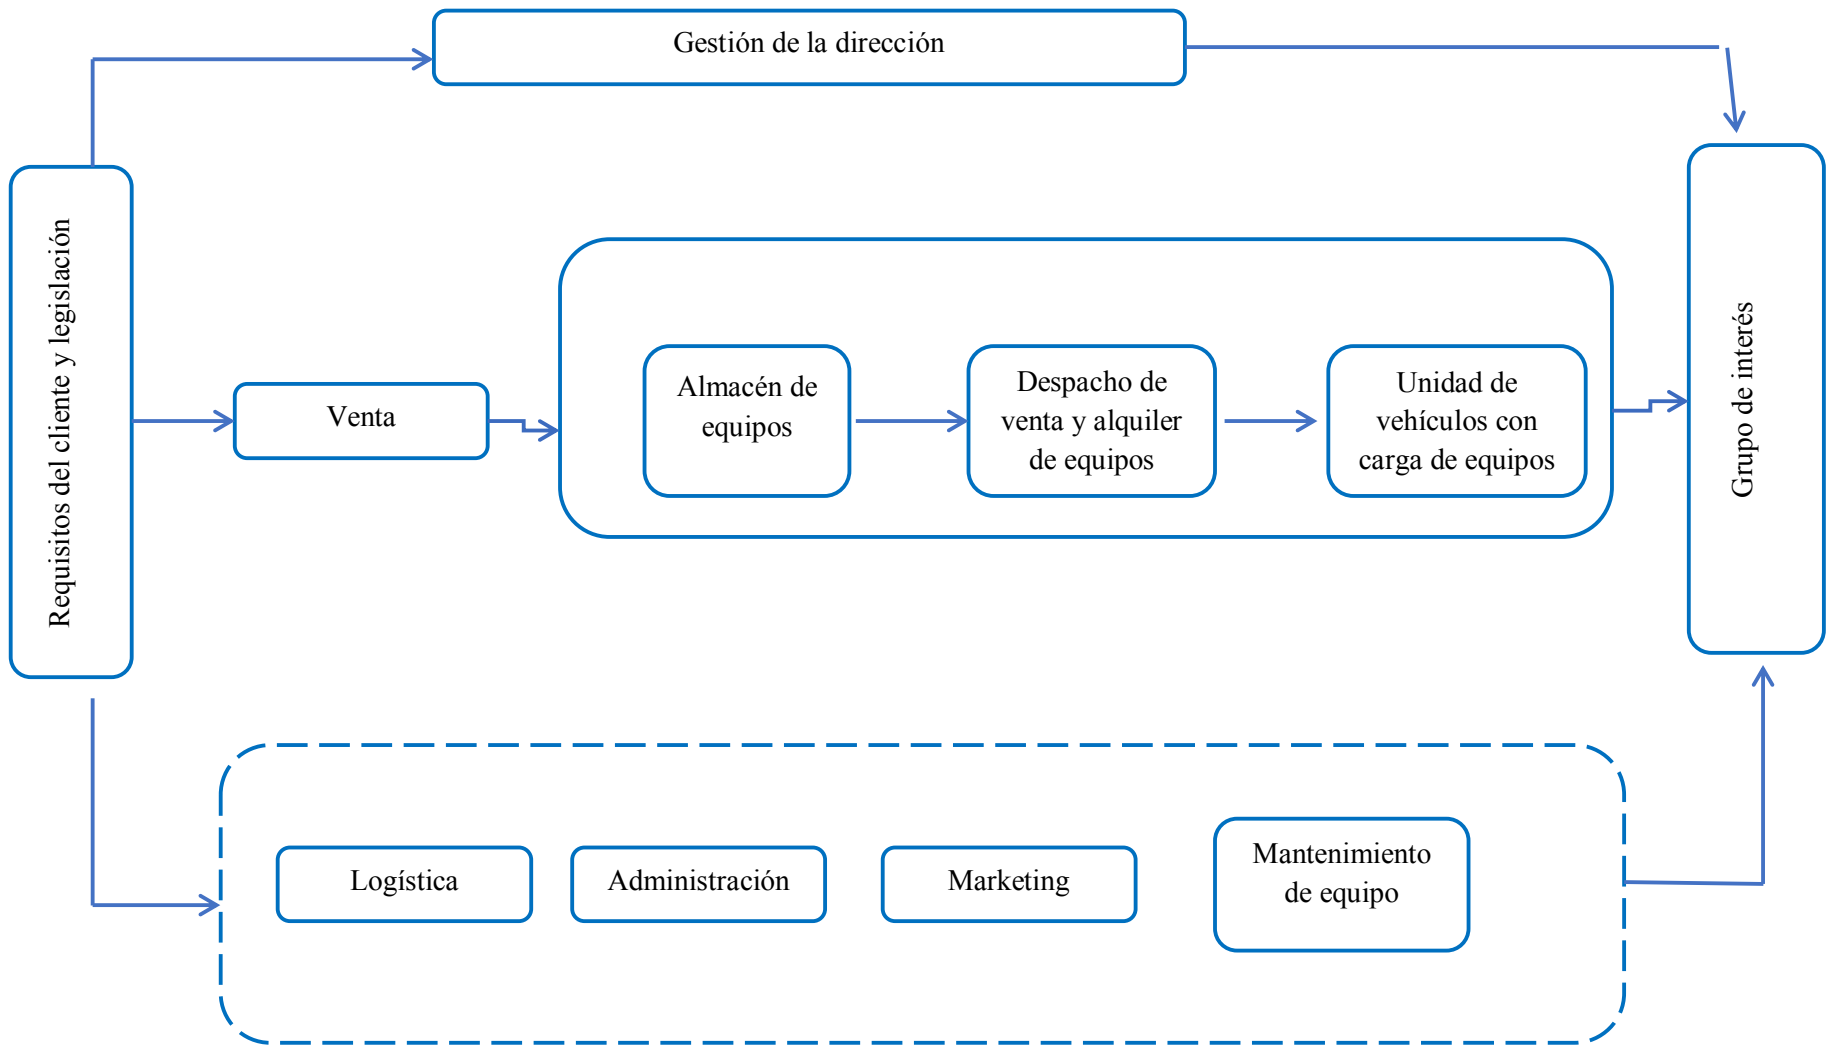 Gestión de la dirección
Requisitos del cliente y legislación
Venta
Almacén de
equipos
Despacho de
venta y alquiler
de equipos
Unidad de
vehículos con
carga de equipos
Grupo de interés
Logística
Administración
Marketing
Mantenimiento
de equipo